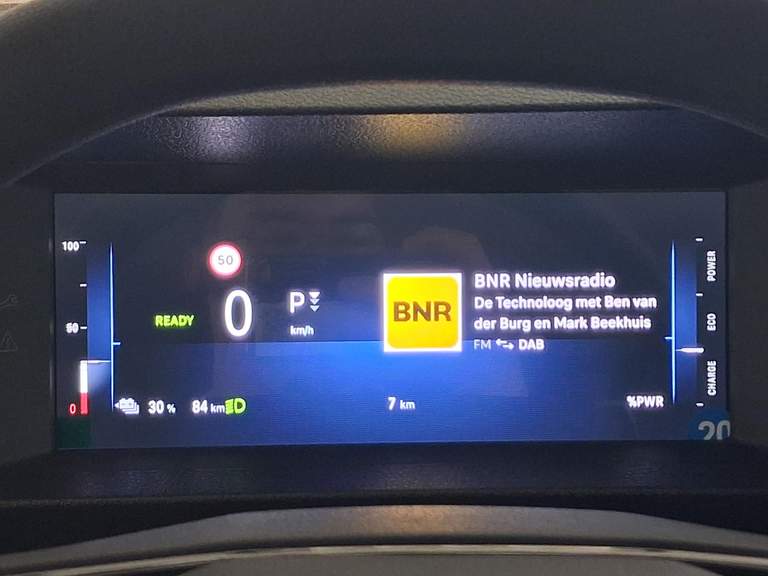 100
50
0
50
READY
0
P
km/h
30 %
84 km
BNR
BNR Nieuwsradio
De Technoloog met Ben van
der Burg en Mark Beekhuis
FM DAB
7 km
%PWR
POWER
ECO
CHARGE
20